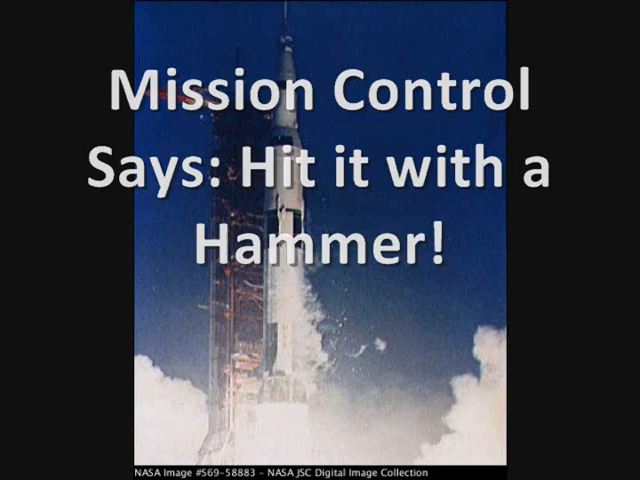 Mission Control
Says: Hit it with a
Hammer!
NASA Image #S69-58883 - NASA JSC Digital Image Collection